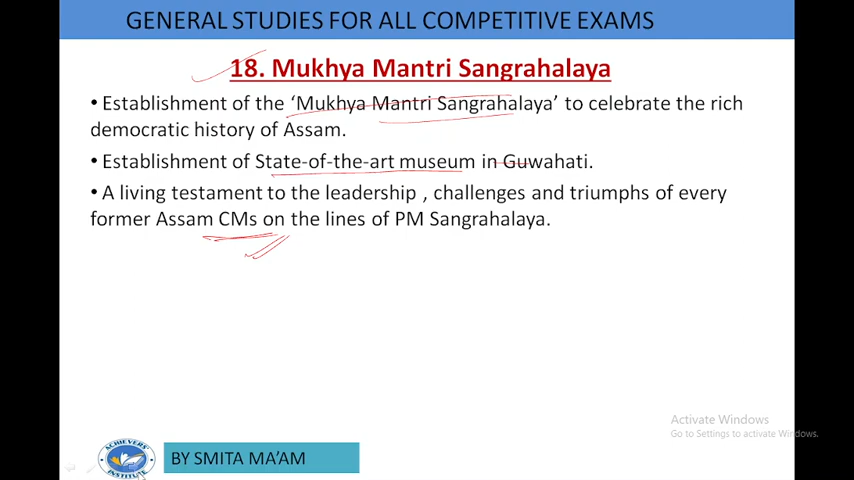 GENERAL STUDIES FOR ALL COMPETITIVE EXAMS
18. Mukhya Mantri Sangrahalaya
• Establishment of the ‘Mukhya Mantri Sangrahalaya’ to celebrate the rich
democratic history of Assam.
• Establishment of State-of-the-art museum in Guwahati.
• A living testament to the leadership , challenges and triumphs of every
former Assam CMs on the lines of PM Sangrahalaya.
Activate Windows
Go to Settings to activate Windows.
ACHIEVERS'
INSTITUTE
BY SMITA MA’AM